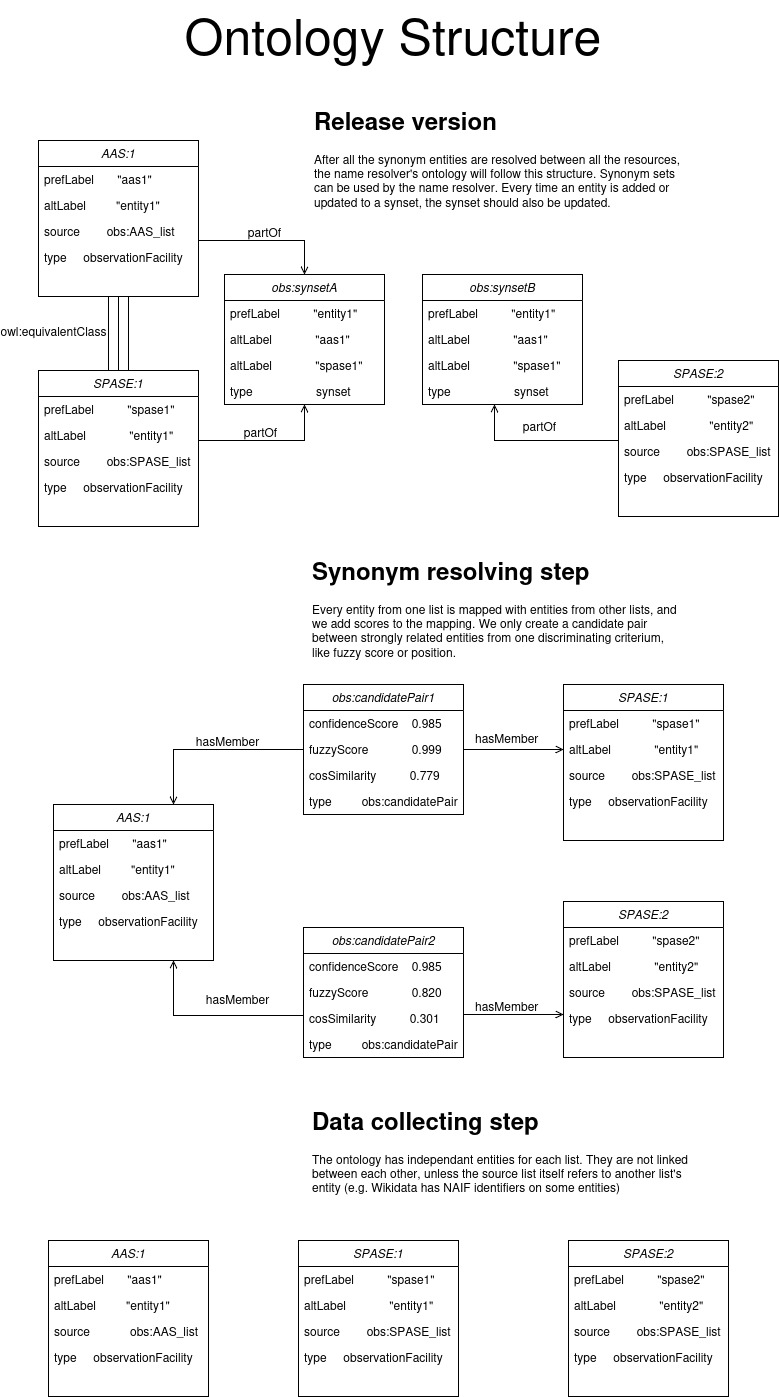 Ontology Structure
Release version
After all the synonym entities are resolved between all the resources,
the name resolver's ontology will follow this structure. Synonym sets
can be used by the name resolver. Every time an entity is added or
updated to a synset, the synset should also be updated.
AAS:1
prefLabel "aas1"
altLabel "entity1"
source obs:AAS_list
type observationFacility
partOf
owl:equivalentClass
obs:synsetA
prefLabel "entity1"
altLabel "aas1"
altLabel "spase1"
type synset
obs:synsetB
prefLabel "entity1"
altLabel "aas1"
altLabel "spase1"
type synset
SPASE:1
prefLabel "spase1"
altLabel "entity1"
source obs:SPASE_list
type observationFacility
partOf
partOf
SPASE:2
prefLabel "spase2"
altLabel "entity2"
source obs:SPASE_list
type observationFacility
Synonym resolving step
Every entity from one list is mapped with entities from other lists, and
we add scores to the mapping. We only create a candidate pair
between strongly related entities from one discriminating criterium,
like fuzzy score or position.
obs:candidatePair1
confidenceScore 0.985
fuzzyScore 0.999
cosSimilarity 0.779
type obs:candidatePair
hasMember
hasMember
SPASE:1
prefLabel "spase1"
altLabel "entity1"
source obs:SPASE_list
type observationFacility
AAS:1
prefLabel "aas1"
altLabel "entity1"
source obs:AAS_list
type observationFacility
obs:candidatePair2
confidenceScore 0.985
fuzzyScore 0.820
cosSimilarity 0.301
type obs:candidatePair
hasMember
hasMember
SPASE:2
prefLabel "spase2"
altLabel "entity2"
source obs:SPASE_list
type observationFacility
Data collecting step
The ontology has independant entities for each list. They are not linked
between each other, unless the source list itself refers to another list's
entity (e.g. Wikidata has NAIF identifiers on some entities)
AAS:1
prefLabel "aas1"
altLabel "entity1"
source obs:AAS_list
type observationFacility
SPASE:1
prefLabel "spase1"
altLabel "entity1"
source obs:SPASE_list
type observationFacility
SPASE:2
prefLabel "spase2"
altLabel "entity2"
source obs:SPASE_list
type observationFacility